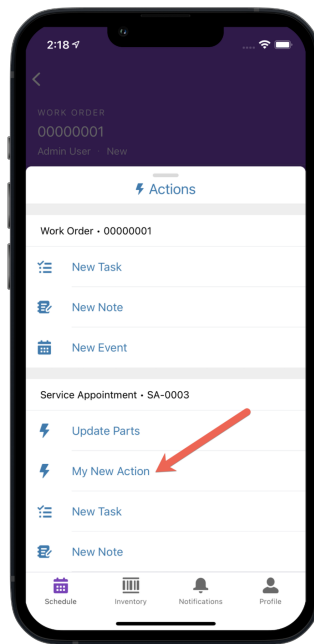 2:18
WORK ORDER
00000001
Admin User · New
Actions
Work Order • 00000001
New Task
New Note
New Event
Service Appointment • SA-0003
Update Parts
My New Action
New Task
New Note
Schedule Inventory Notifications Profile